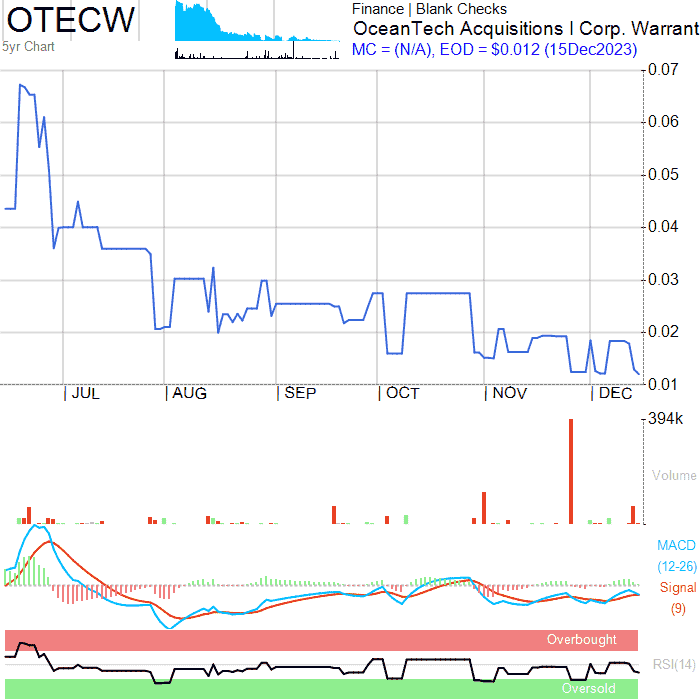 OTECW
5yr Chart
Finance | Blank Checks
OceanTech Acquisitions I Corp. Warrant
MC = (N/A), EOD = $0.012 (15Dec2023)
0.07
0.06
0.05
0.04
0.03
0.02
0.01
JUL AUG SEP OCT NOV DEC
394k
Volume
MACD
(12-26)
Signal
(9)
Overbought
RSI(14)
Oversold